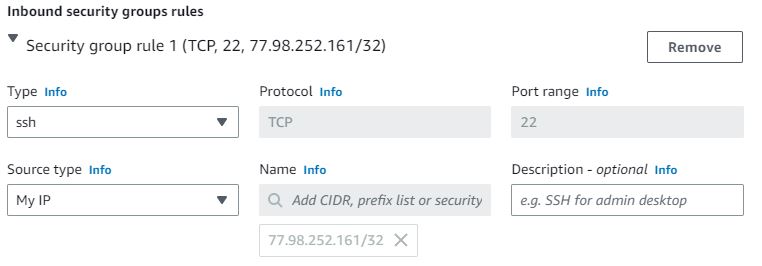 Inbound security groups rules
Security group rule 1 (TCP, 22, 77.98.252.161/32)
Remove
Type Info
Protocol Info
Port range Info
ssh
TCP
22
Source type Info
Name Info
Description - optional Info
My IP
Add CIDR, prefix list or security
e.g. SSH for admin desktop
77.98.252.161/32